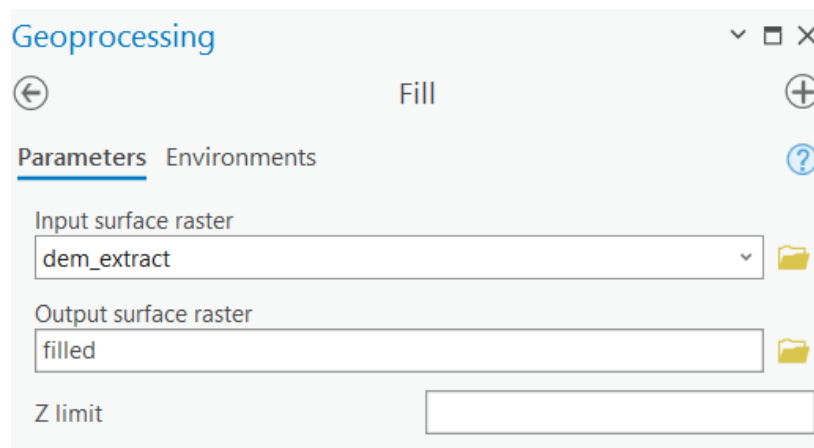 Geoprocessing
Fill
Parameters Environments
Input surface raster
dem_extract
Output surface raster
filled
Z limit